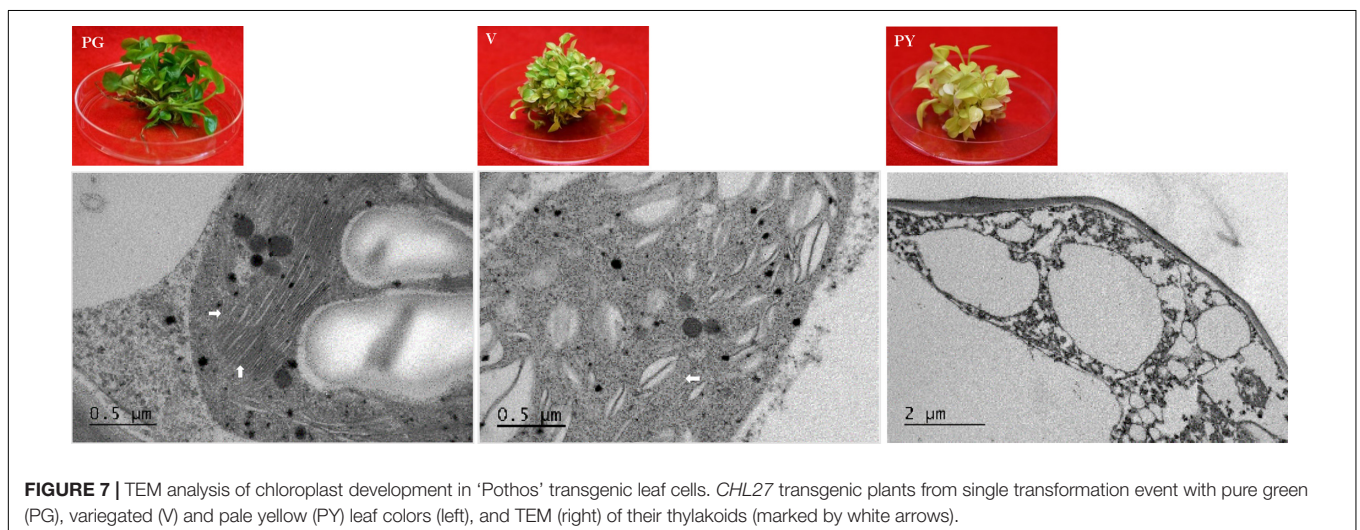 PG
V
PY
0.5 μm
0.5 μm
2 μm
FIGURE 7 | TEM analysis of chloroplast development in ‘Pothos’ transgenic leaf cells. CHL27 transgenic plants from single transformation event with pure green
(PG), variegated (V) and pale yellow (PY) leaf colors (left), and TEM (right) of their thylakoids (marked by white arrows).